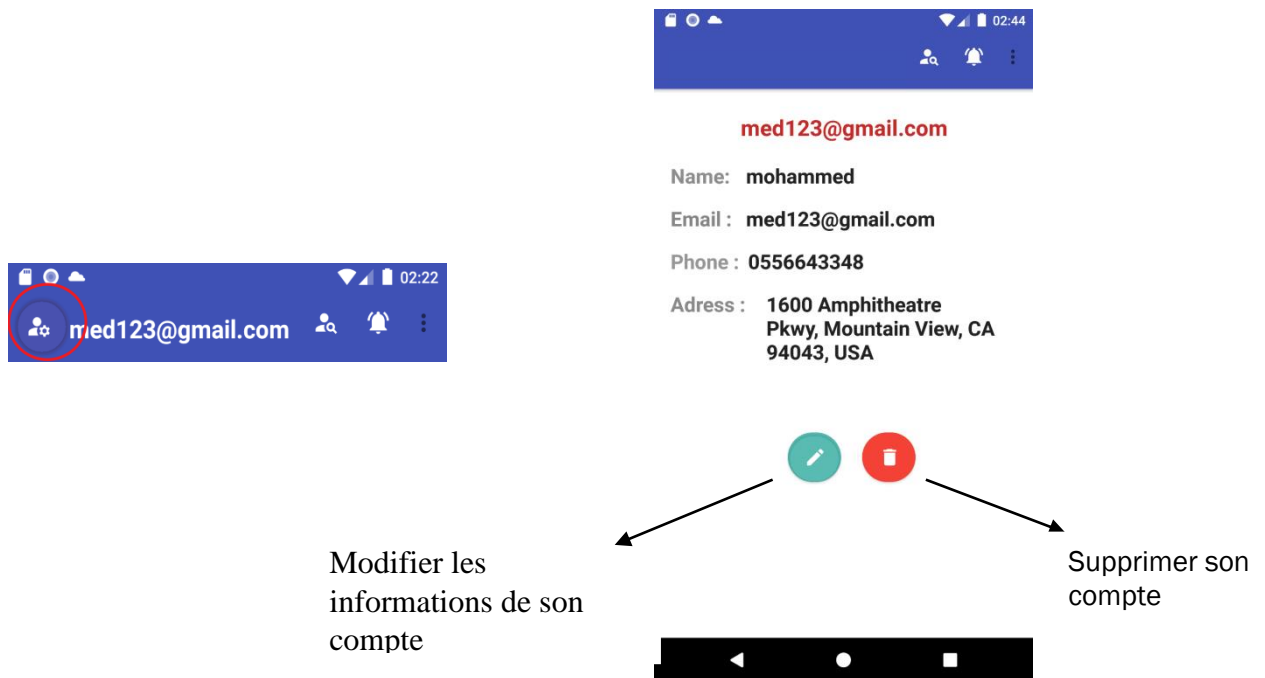 02:22
med123@gmail.com
02:44
med123@gmail.com
Name: mohammed
Email : med123@gmail.com
Phone : 0556643348
Adress : 1600 Amphitheatre
Pkwy, Mountain View, CA
94043, USA
Modifier les
informations de son
compte
Supprimer son
compte